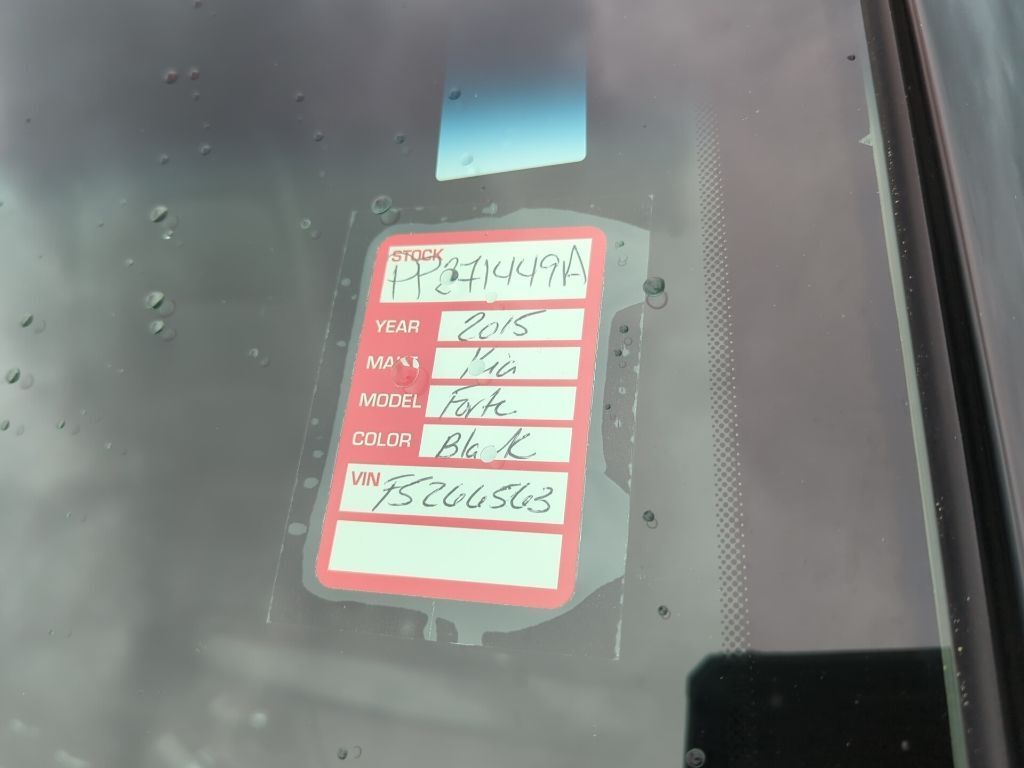 STOCK
PP271449A
YEAR 2015
MAKE Kia
MODEL Forte
COLOR Black
VIN F5266563